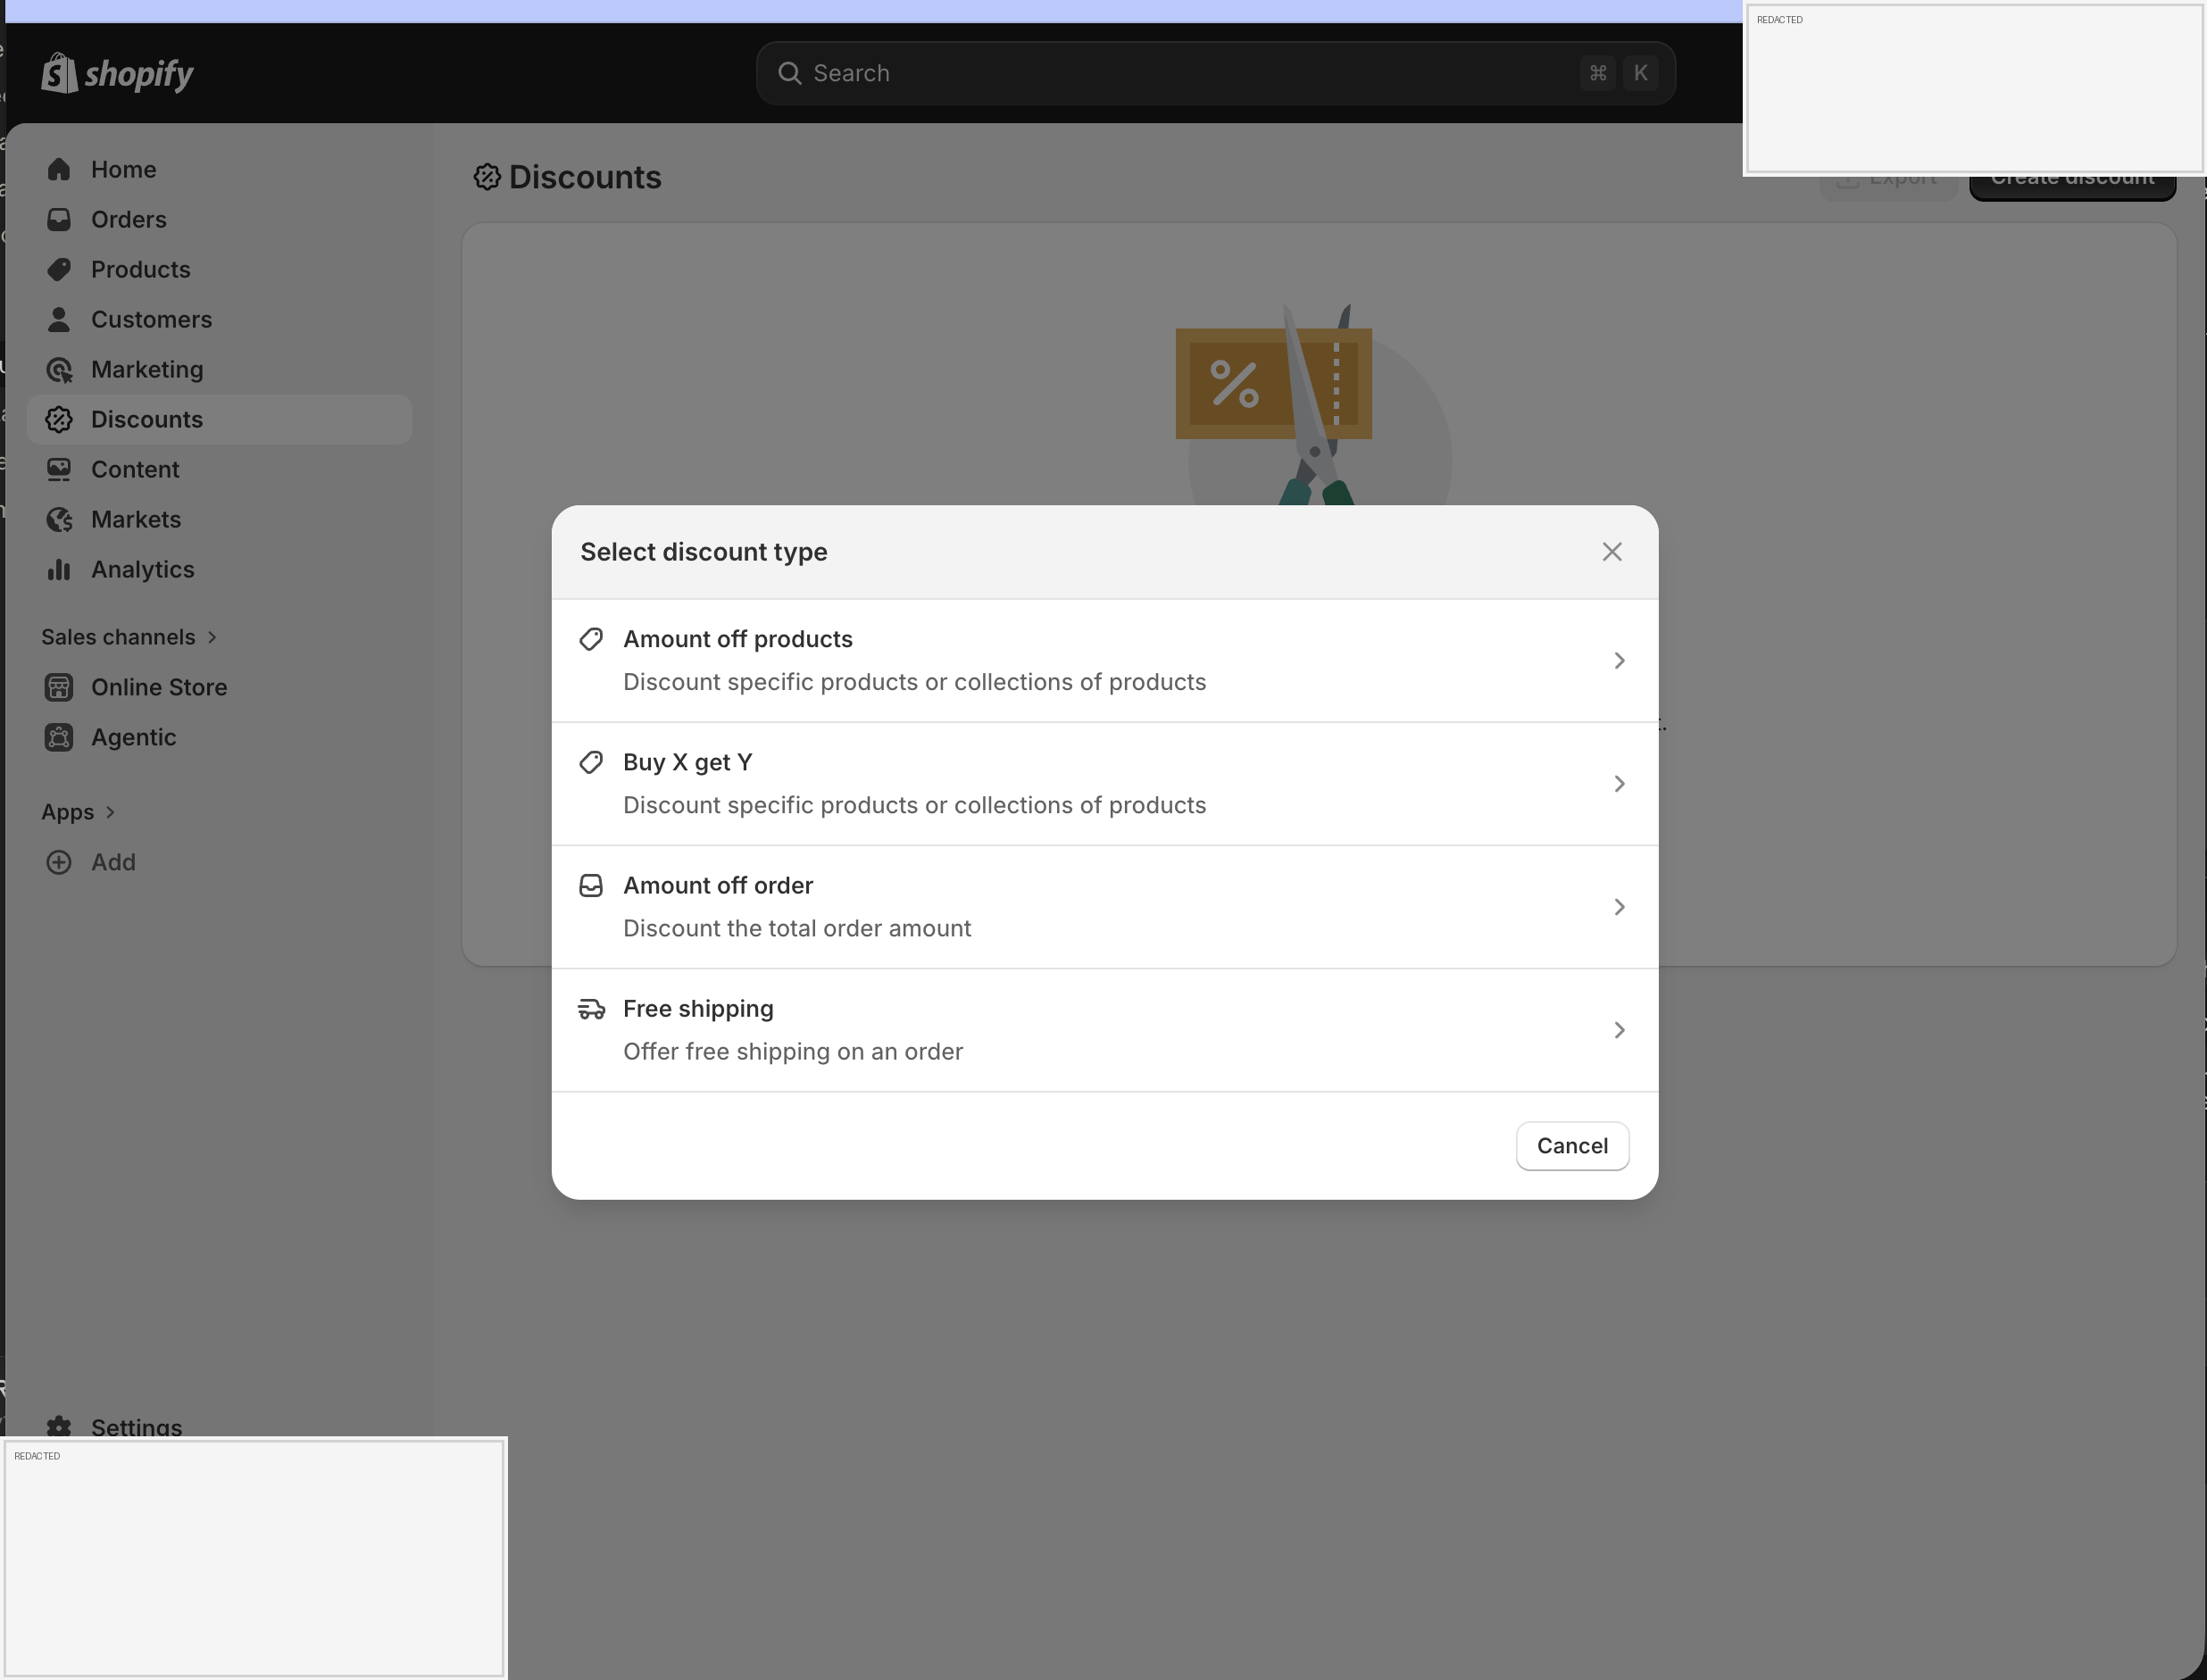 REDACTED
shopify
Search
⌘ K
Home
Orders
Products
Customers
Marketing
Discounts
Content
Markets
Analytics
Sales channels
Online Store
Agentic
Apps
Add
Settings
REDACTED
Discounts
Export
Create discount
Select discount type
Amount off products
Discount specific products or collections of products
Buy X get Y
Discount specific products or collections of products
Amount off order
Discount the total order amount
Free shipping
Offer free shipping on an order
Cancel